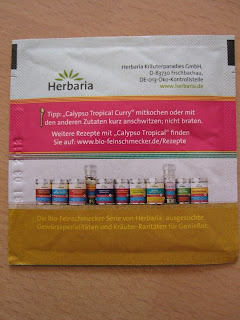 Herbaria
Herbaria Kräuterparadies GmbH,
D-83730 Fischbachau,
DE-013-Öko-Kontrollstelle
www.herbaria.de
Tipp: „Calypso Tropical Curry" mitkochen oder mit
den anderen Zutaten kurz anschwitzen; nicht braten.
Weitere Rezepte mit „Calypso Tropical" finden
Sie auf: www.bio-feinschmecker.de/Rezepte
Die Bio-Feinschmecker Serie von Herbaria: ausgesuchte
Gewürzspezialitäten und Kräuter-Raritäten für Genießer.